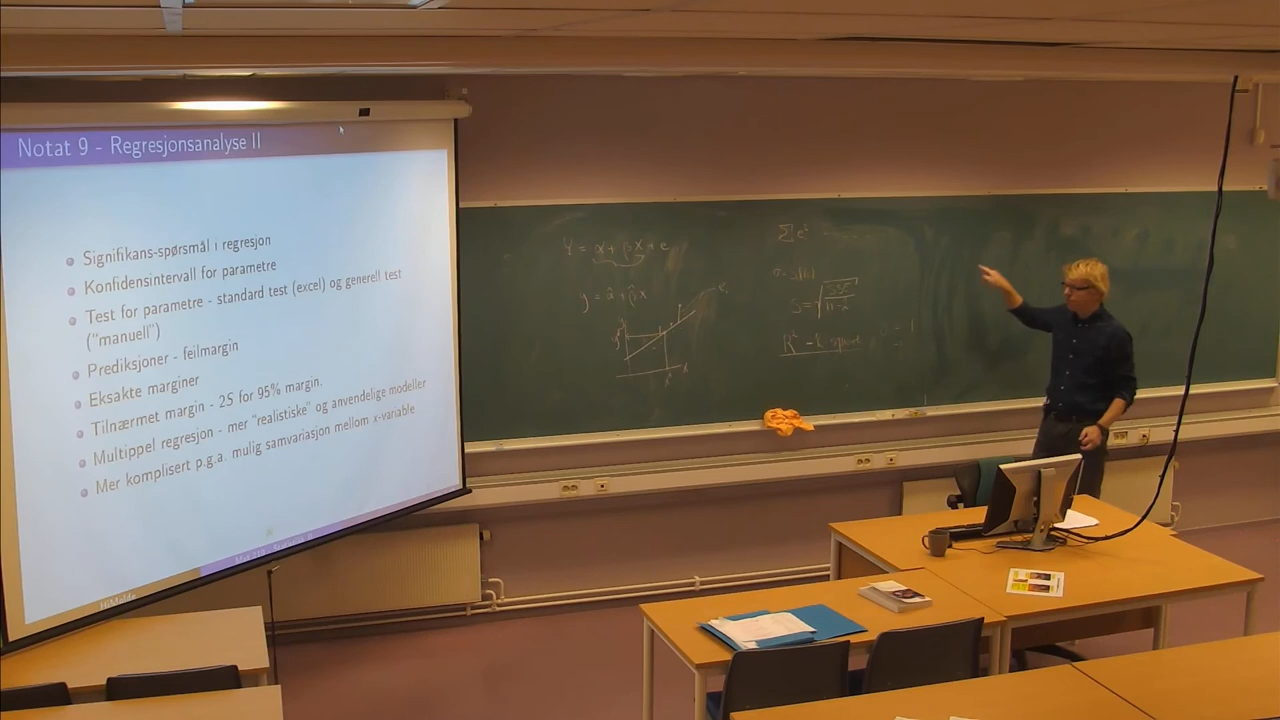 Notat 9 - Regresjonsanalyse II
Signifikans-spørsmål i regresjon
Konfidensintervall for parametre
Test for parametre - standard test (excel) og generell test
("manuell")
Prediksjoner - feilmargin
Eksakte marginer
Tilnærmet margin - 2S for 95% margin.
Multippel regresjon - mer "realistiske" og anvendelige modeller
Mer komplisert p.g.a. mulig samvariasjon mellom x-variable
HiMolde
Y = α + βX + e
ŷ = α̂ + β̂x
Σe²
S = √SSE/n-2
R² -